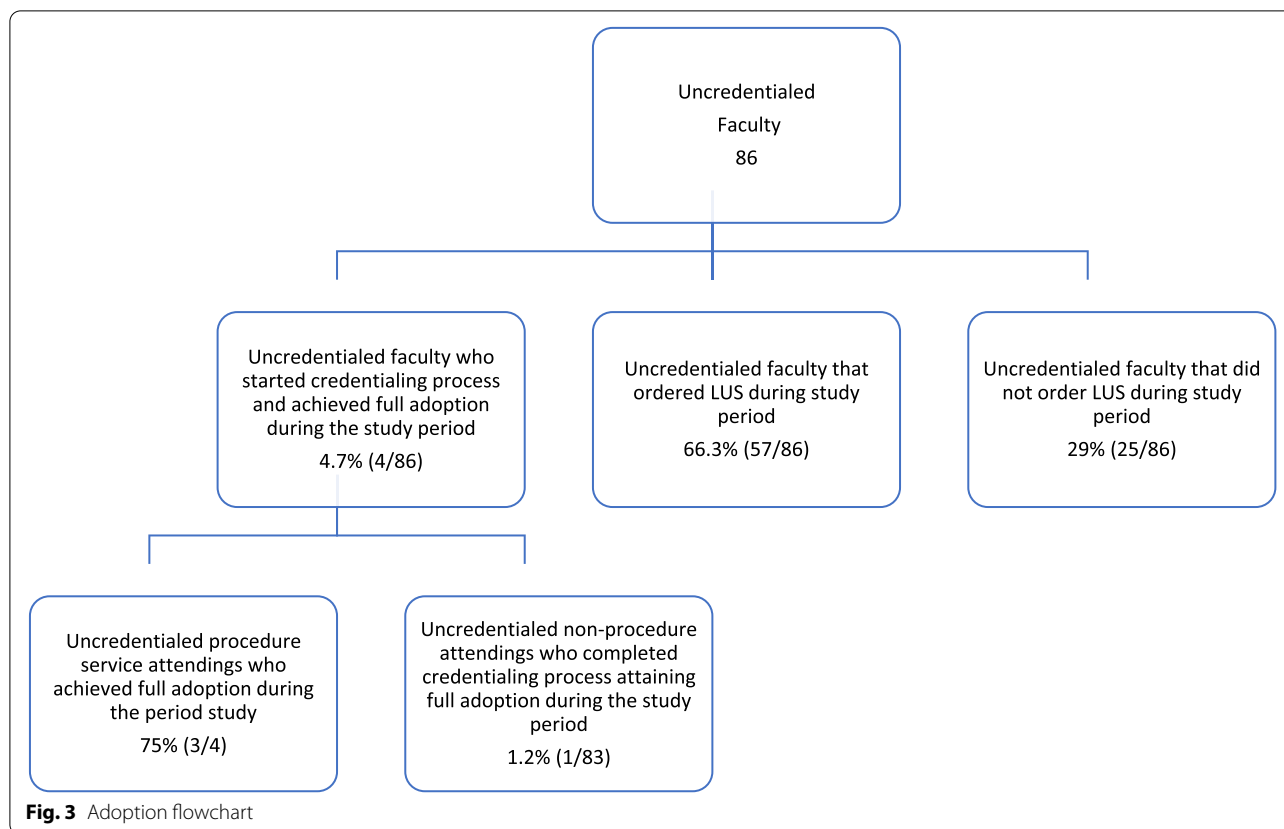 Uncredentialed
Faculty
86
Uncredentialed faculty who
started credentialing process
and achieved full adoption
during the study period
4.7% (4/86)
Uncredentialed faculty that
ordered LUS during study
period
66.3% (57/86)
Uncredentialed faculty that did
not order LUS during study
period
29% (25/86)
Uncredentialed procedure
service attendings who
achieved full adoption during
the period study
75% (3/4)
Uncredentialed non-procedure
attendings who completed
credentialing process attaining
full adoption during the study
period
1.2% (1/83)
Fig. 3 Adoption flowchart